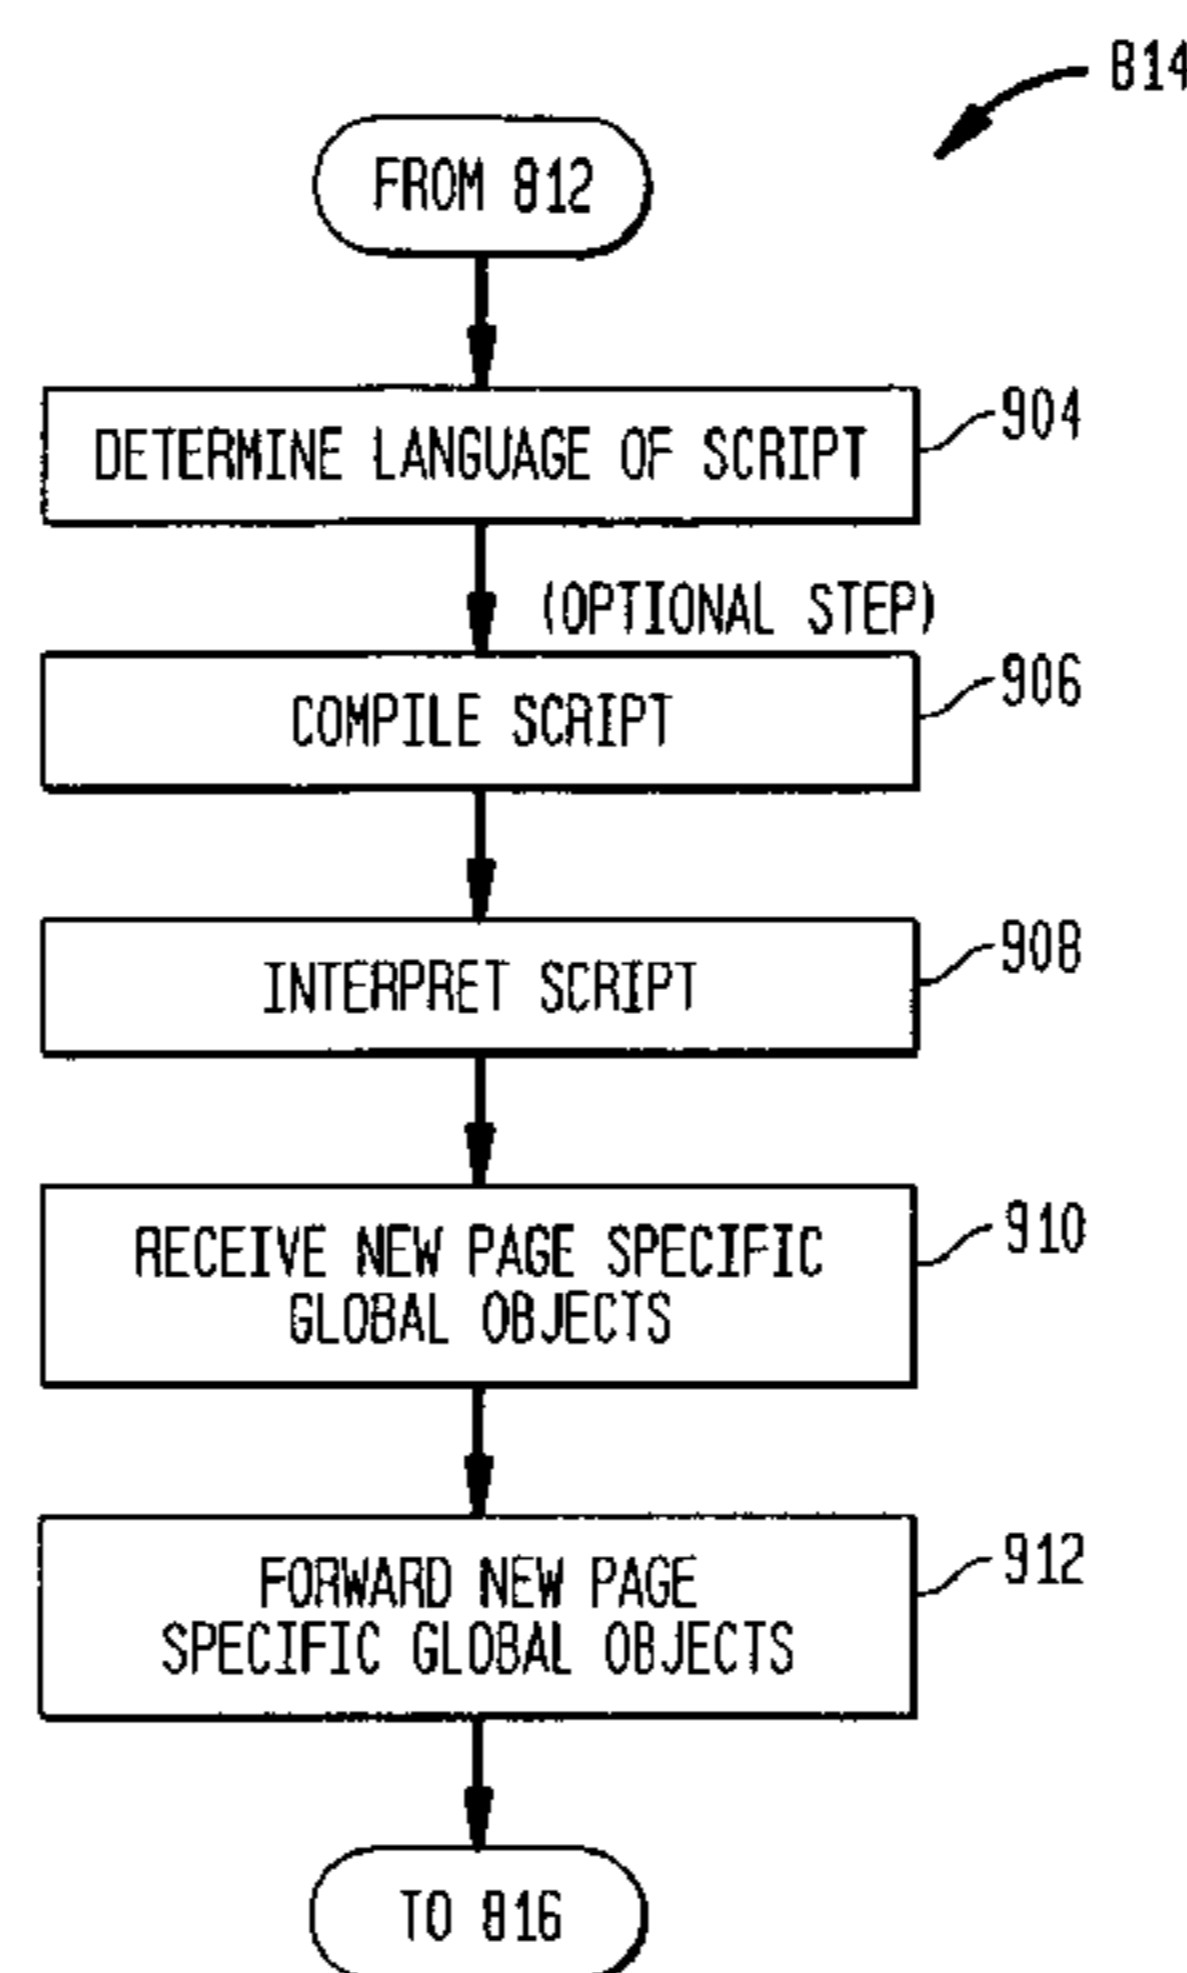 814
FROM 812
DETERMINE LANGUAGE OF SCRIPT
904
(OPTIONAL STEP)
COMPILE SCRIPT
906
INTERPRET SCRIPT
908
RECEIVE NEW PAGE SPECIFIC
GLOBAL OBJECTS
910
FORWARD NEW PAGE
SPECIFIC GLOBAL OBJECTS
912
TO 816